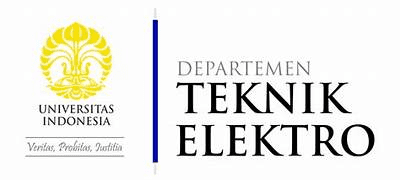 UNIVERSITAS
INDONESIA
Veritas, Probitas, Iustitia
DEPARTEMEN
TEKNIK
ELEKTRO